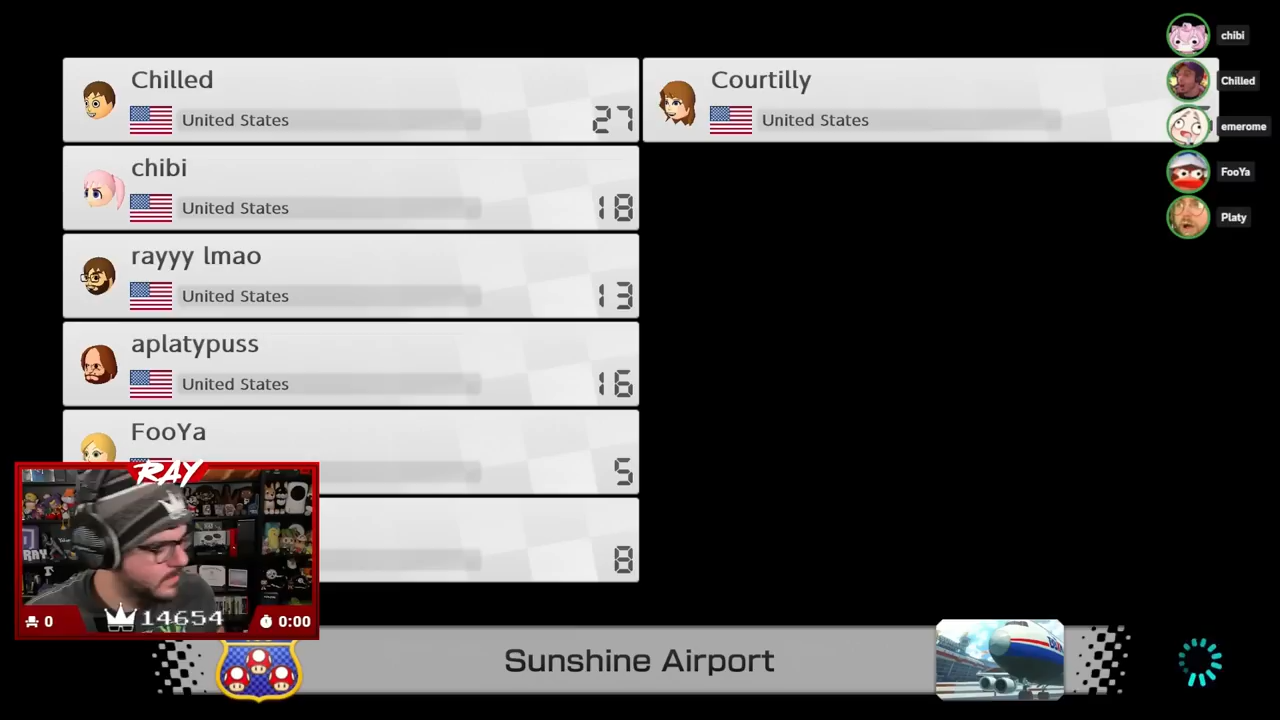 Chilled
United States
27
chibi
United States
18
rayyy lmao
United States
13
aplatypuss
United States
16
FooYa
5
8
Courtilly
United States
chibi
Chilled
emerome
FooYa
Platy
RAY
14654
0
0:00
Sunshine Airport